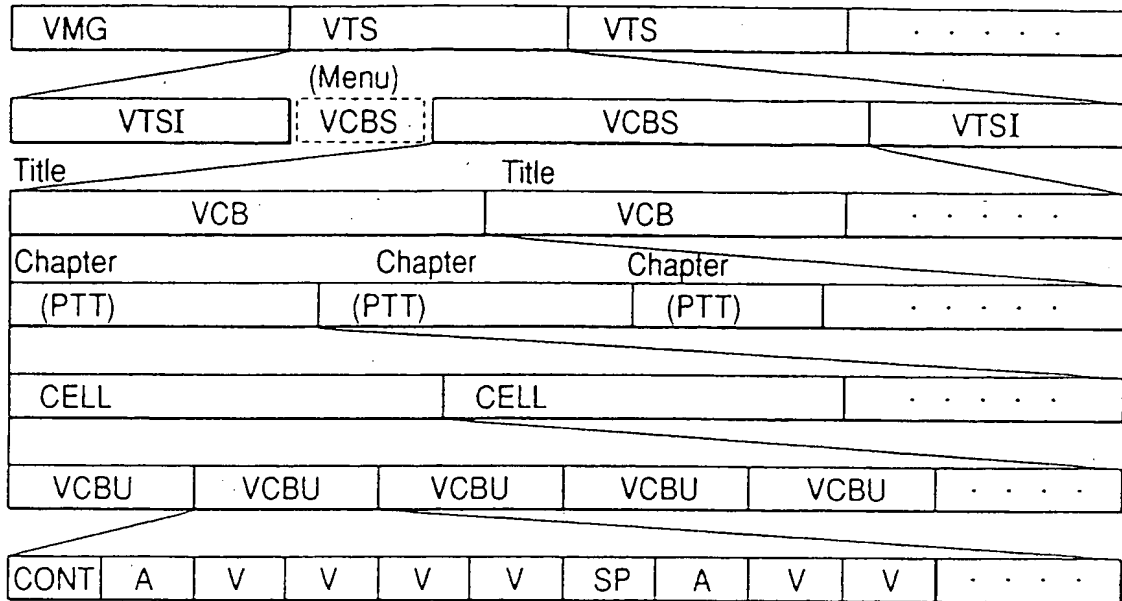 VMG VTS VTS . . . . .
(Menu)
VTSI VCBS VCBS VTSI
Title Title
VCB VCB . . . . .
Chapter Chapter Chapter
(PTT) (PTT) (PTT) . . . . .
CELL CELL . . . . .
VCBU VCBU VCBU VCBU VCBU . . . .
CONT A V V V V SP A V V . . . .